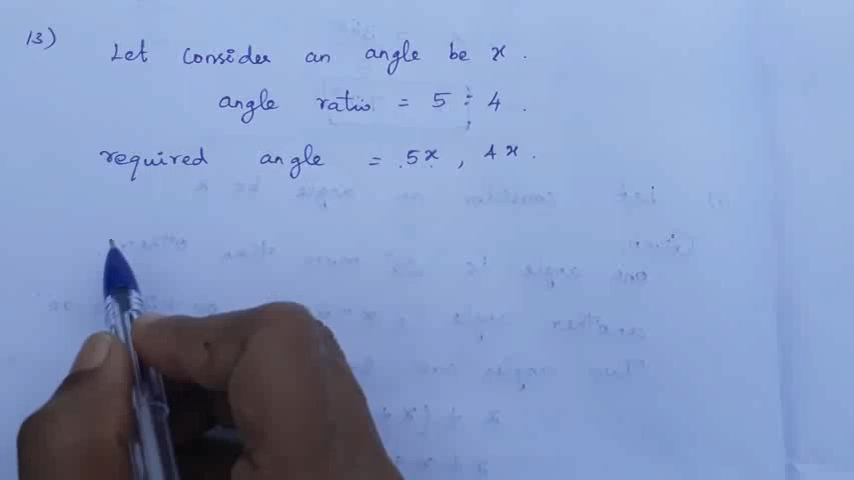 13) Let consider an angle be x.
angle ratio = 5 : 4.
required angle = 5x, 4x.